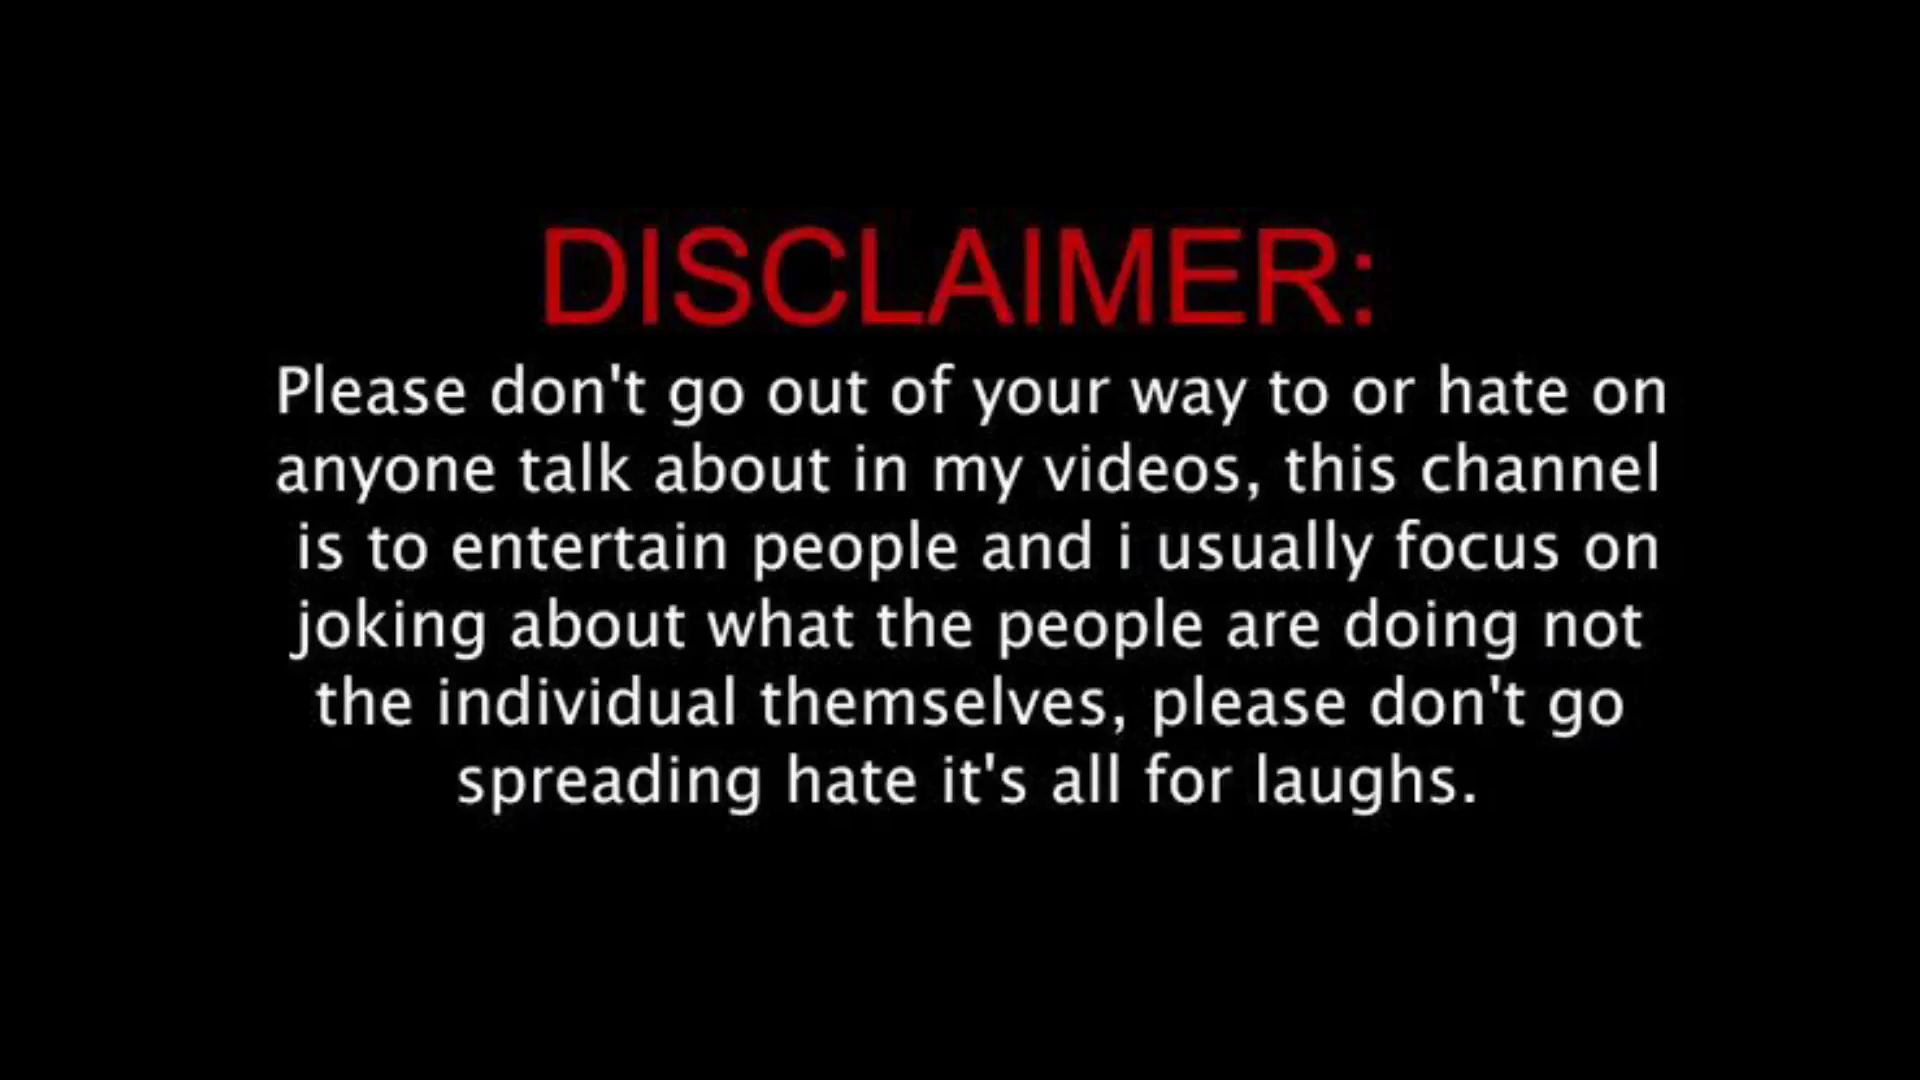 DISCLAIMER:
Please don't go out of your way to or hate on
anyone talk about in my videos, this channel
is to entertain people and i usually focus on
joking about what the people are doing not
the individual themselves, please don't go
spreading hate it's all for laughs.